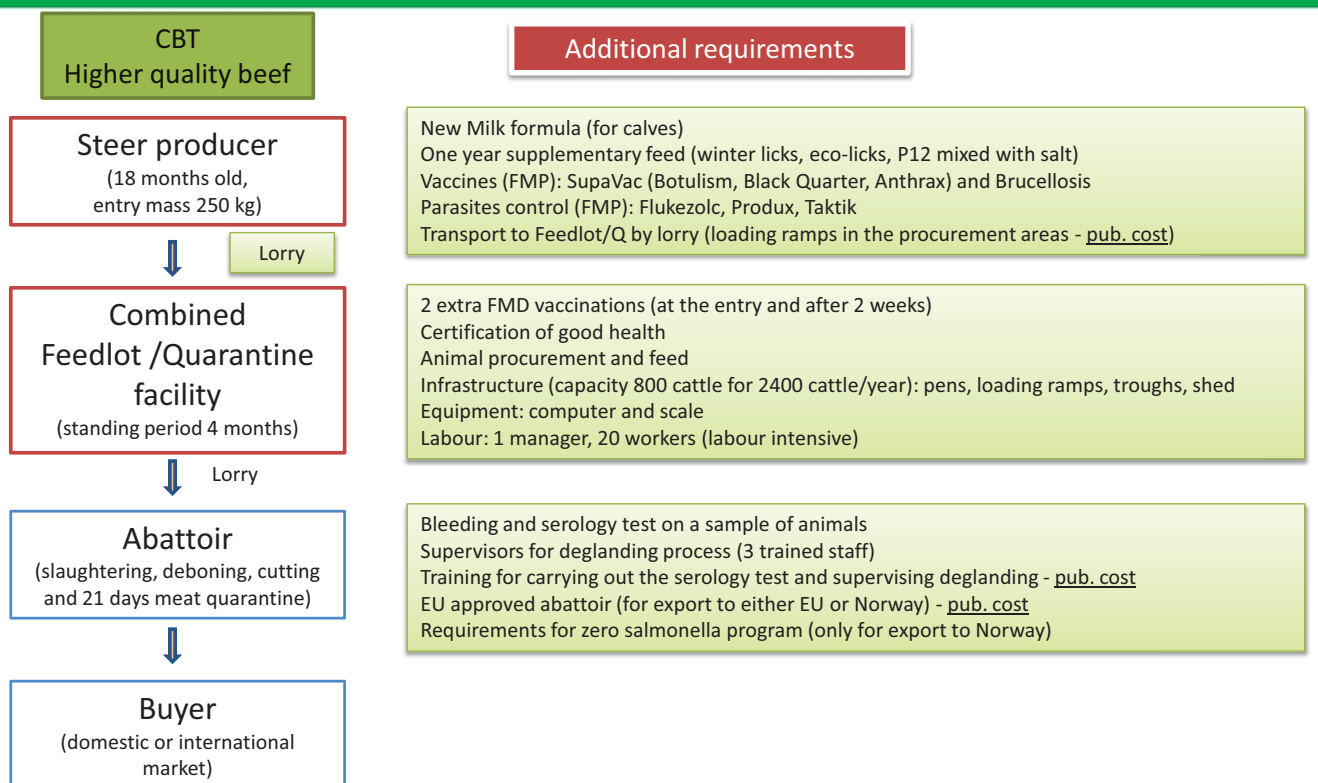 CBT
Higher quality beef
Additional requirements
Steer producer
(18 months old,
entry mass 250 kg)
New Milk formula (for calves)
One year supplementary feed (winter licks, eco-licks, P12 mixed with salt)
Vaccines (FMP): SupaVac (Botulism, Black Quarter, Anthrax) and Brucellosis
Parasites control (FMP): Flukezolc, Produx, Taktik
Transport to Feedlot/Q by lorry (loading ramps in the procurement areas - pub. cost)
Lorry
Combined
Feedlot /Quarantine
facility
(standing period 4 months)
2 extra FMD vaccinations (at the entry and after 2 weeks)
Certification of good health
Animal procurement and feed
Infrastructure (capacity 800 cattle for 2400 cattle/year): pens, loading ramps, troughs, shed
Equipment: computer and scale
Labour: 1 manager, 20 workers (labour intensive)
Lorry
Abattoir
(slaughtering, deboning, cutting
and 21 days meat quarantine)
Bleeding and serology test on a sample of animals
Supervisors for deglanding process (3 trained staff)
Training for carrying out the serology test and supervising deglanding - pub. cost
EU approved abattoir (for export to either EU or Norway) - pub. cost
Requirements for zero salmonella program (only for export to Norway)
Buyer
(domestic or international
market)